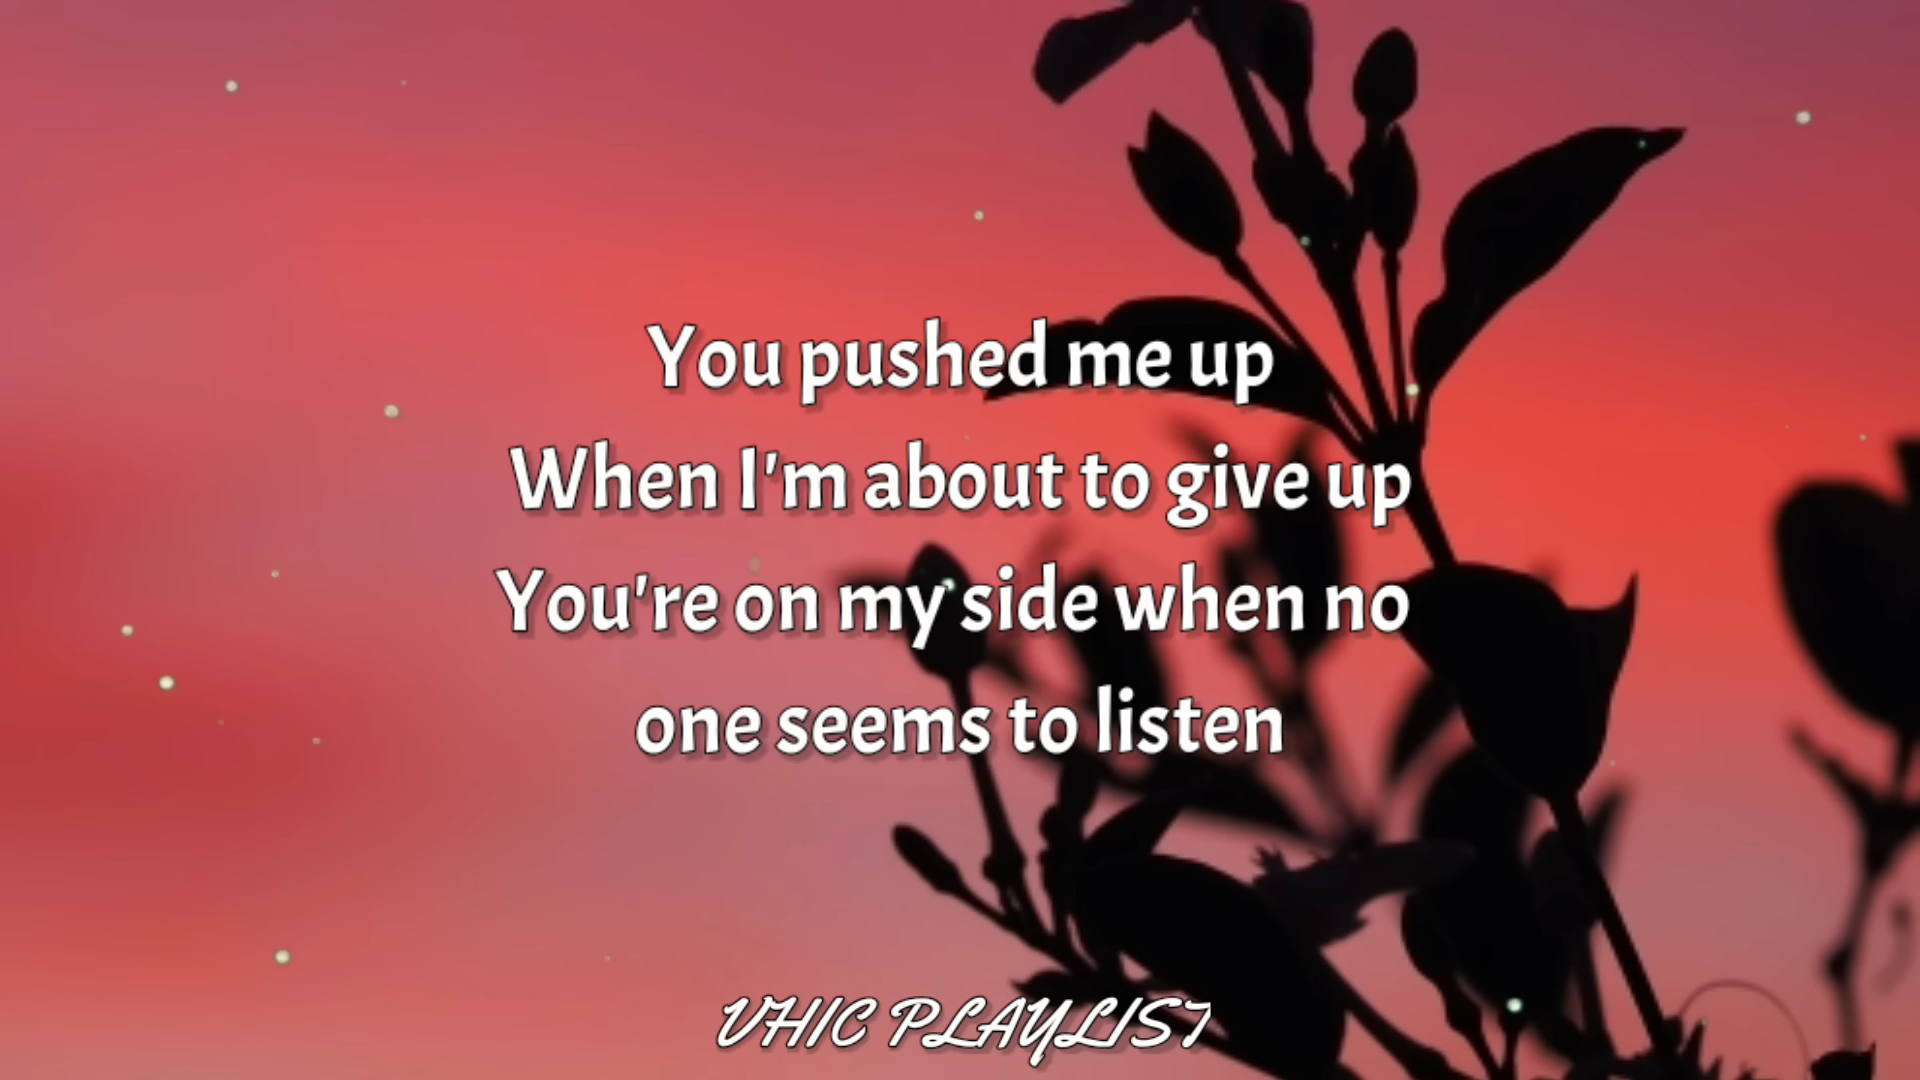 You pushed me up
When I'm about to give up
You're on my side when no
one seems to listen
VHIC PLAYLIST